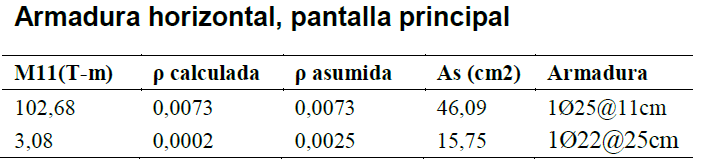 Armadura horizontal, pantalla principal
M11(T-m) ρ calculada ρ asumida As (cm2) Armadura
102,68 0,0073 0,0073 46,09 1Ø25@11cm
3,08 0,0002 0,0025 15,75 1Ø22@25cm